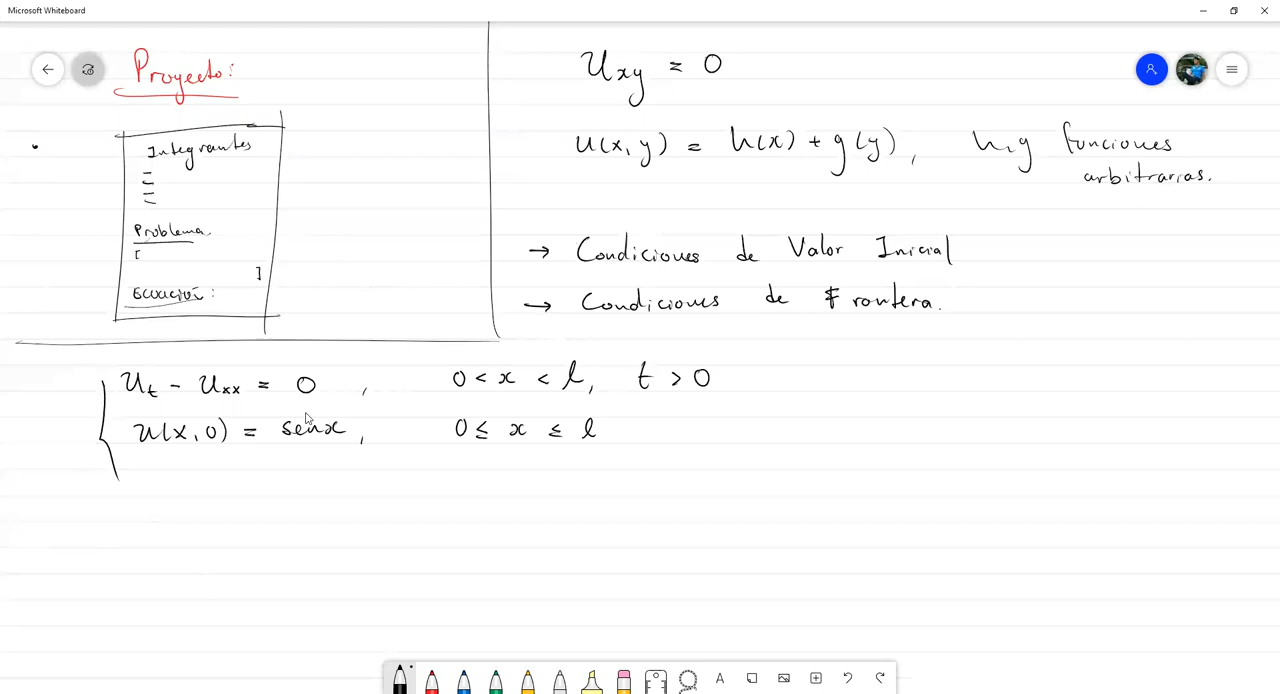 Microsoft Whiteboard
Proyecto:
Integrantes
Problema
[
]
Ecuación:
U_xy = 0
u(x,y) = h(x) + g(y), h, g funciones
arbitrarias.
→ Condiciones de Valor Inicial
→ Condiciones de Frontera.
U_t - U_xx = 0, 0 < x < l, t > 0
u(x,0) = senx, 0 ≤ x ≤ l
A